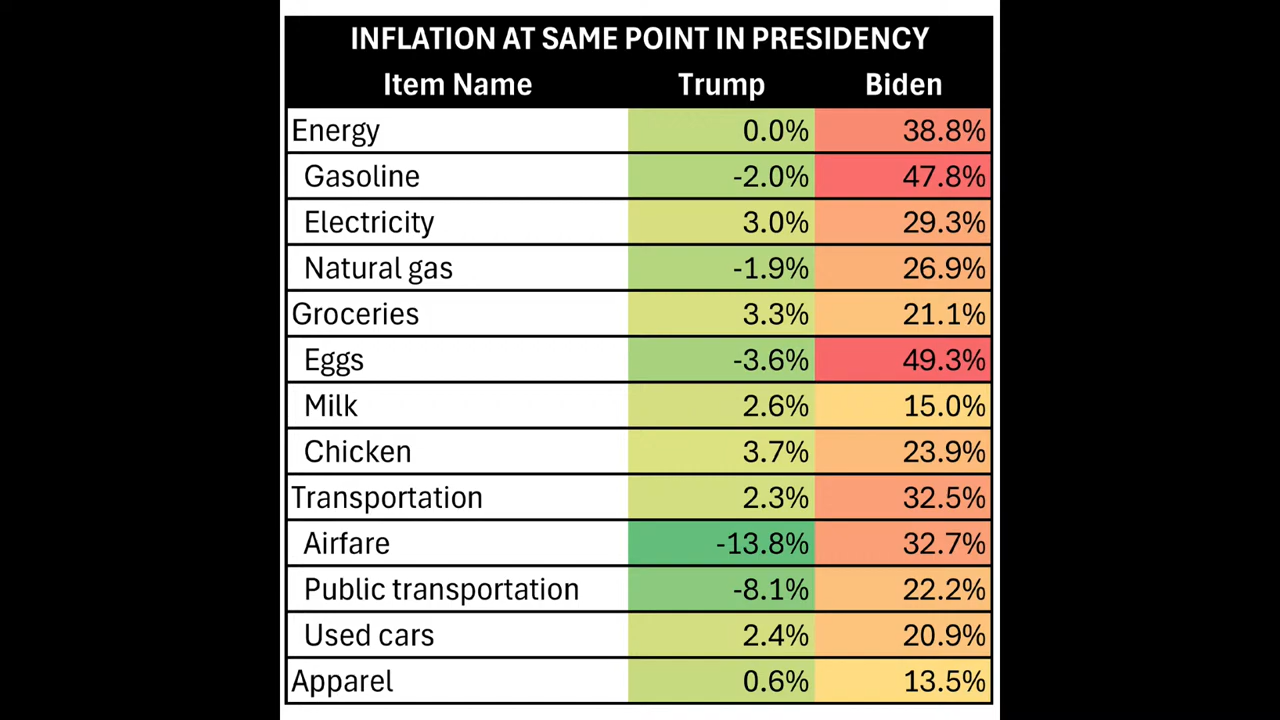 INFLATION AT SAME POINT IN PRESIDENCY
Item Name Trump Biden
Energy 0.0% 38.8%
Gasoline -2.0% 47.8%
Electricity 3.0% 29.3%
Natural gas -1.9% 26.9%
Groceries 3.3% 21.1%
Eggs -3.6% 49.3%
Milk 2.6% 15.0%
Chicken 3.7% 23.9%
Transportation 2.3% 32.5%
Airfare -13.8% 32.7%
Public transportation -8.1% 22.2%
Used cars 2.4% 20.9%
Apparel 0.6% 13.5%